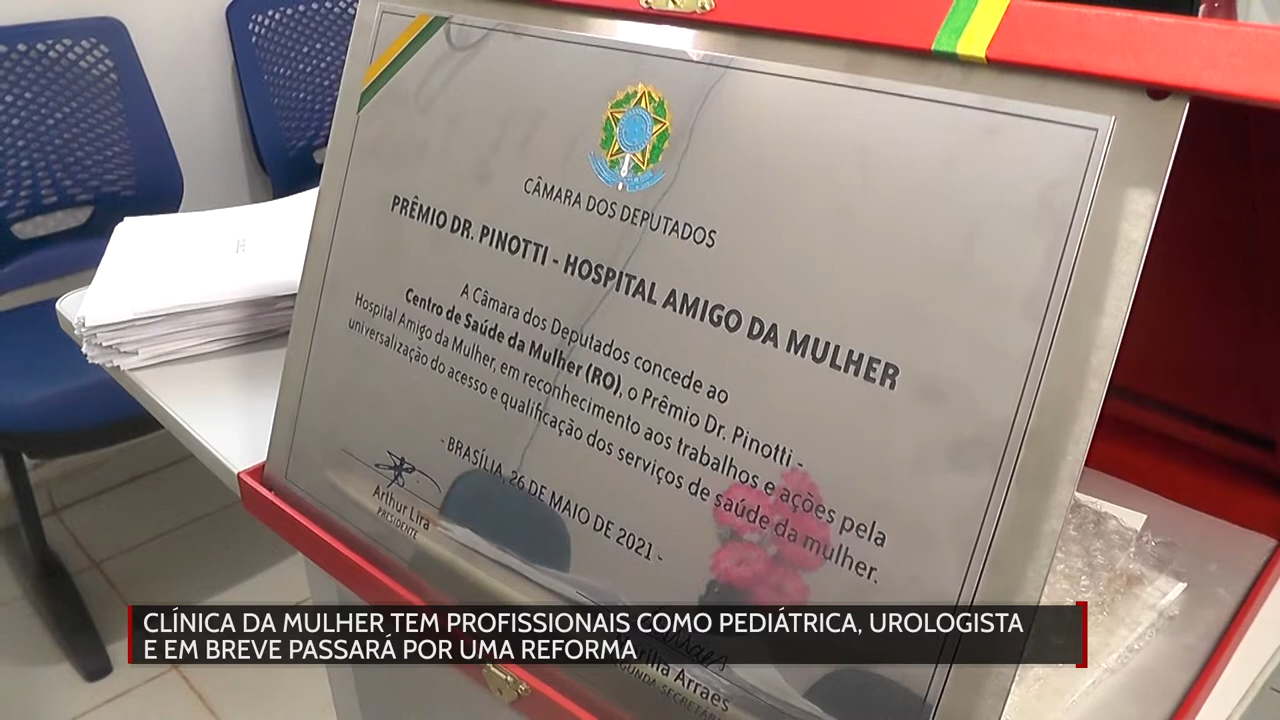 CÂMARA DOS DEPUTADOS
PRÊMIO DR. PINOTTI - HOSPITAL AMIGO DA MULHER
A Câmara dos Deputados concede ao
Centro de Saúde da Mulher (RO), o Prêmio Dr. Pinotti -
Hospital Amigo da Mulher, em reconhecimento aos trabalhos e ações pela
universalização do acesso e qualificação dos serviços de saúde da mulher.
- BRASÍLIA, 26 DE MAIO DE 2021 -
Arthur Lira
PRESIDENTE
CLÍNICA DA MULHER TEM PROFISSIONAIS COMO PEDIÁTRICA, UROLOGISTA
E EM BREVE PASSARÁ POR UMA REFORMA
Arraes